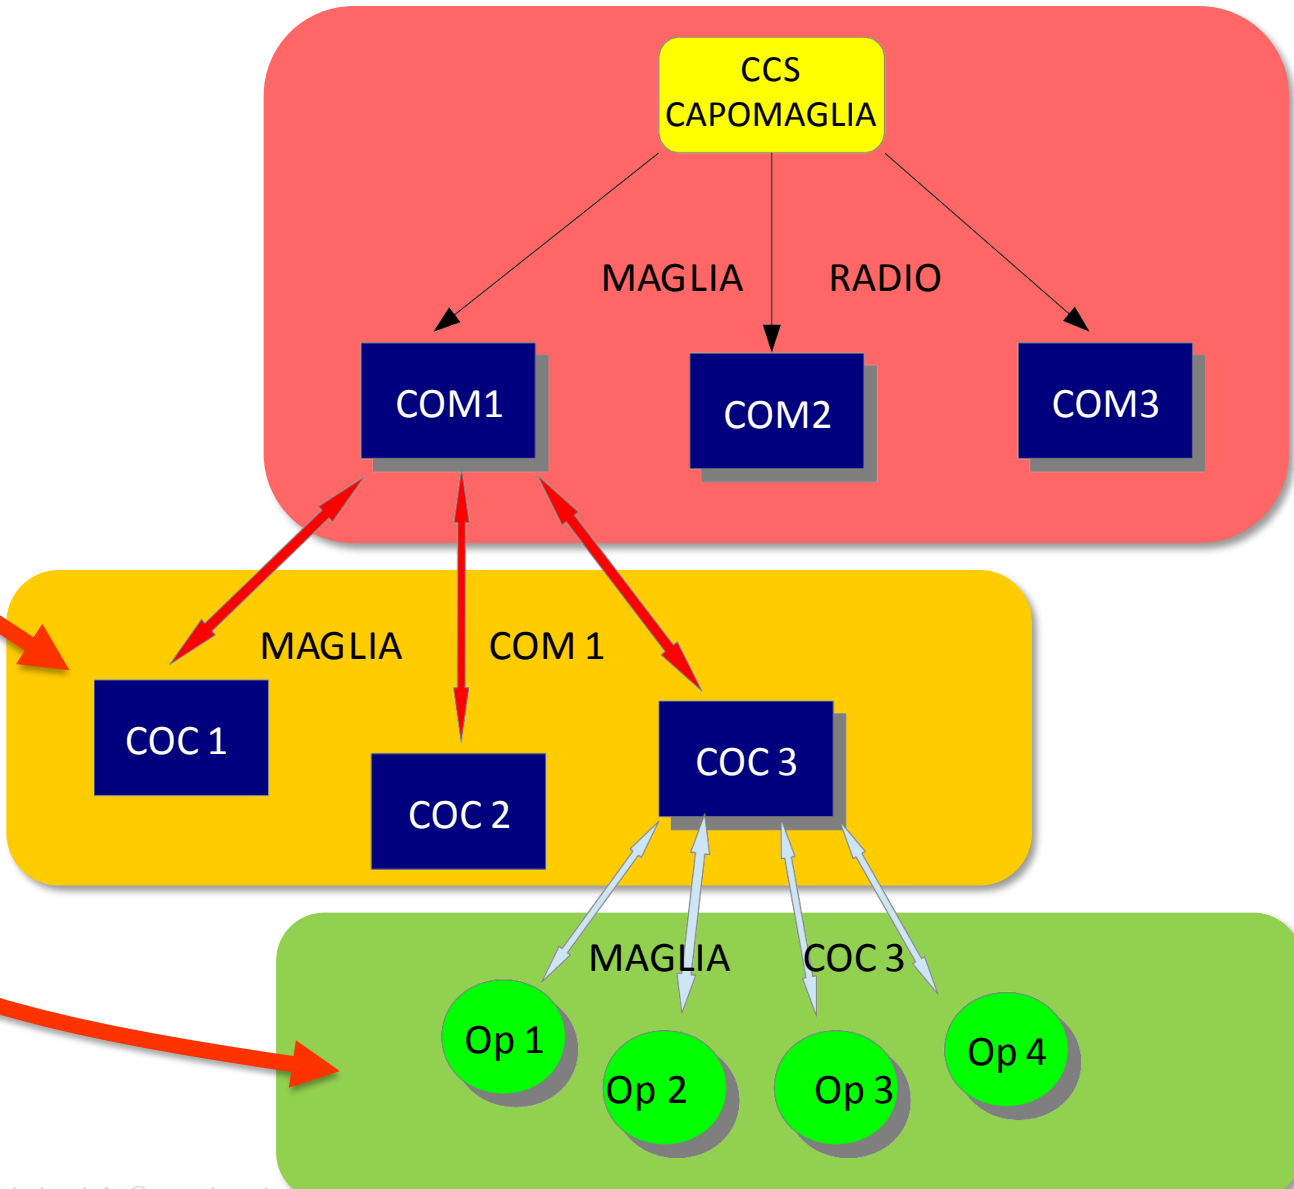 CCS
CAPOMAGLIA
MAGLIA RADIO
COM1
COM2
COM3
MAGLIA COM 1
COC 1
COC 2
COC 3
MAGLIA COC 3
Op 1
Op 2
Op 3
Op 4